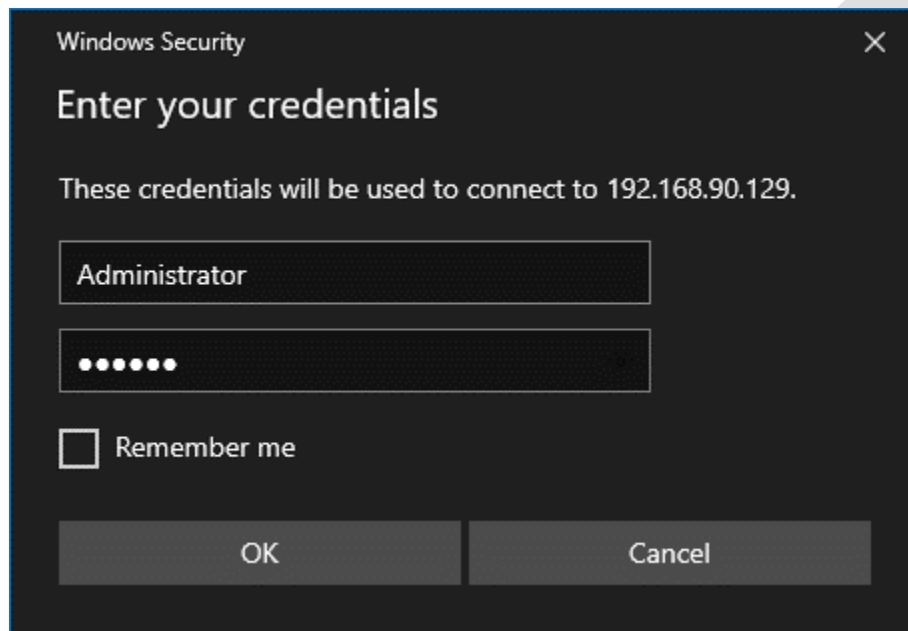 Windows Security
Enter your credentials
These credentials will be used to connect to 192.168.90.129.
Administrator
●●●●●●
Remember me
OK
Cancel